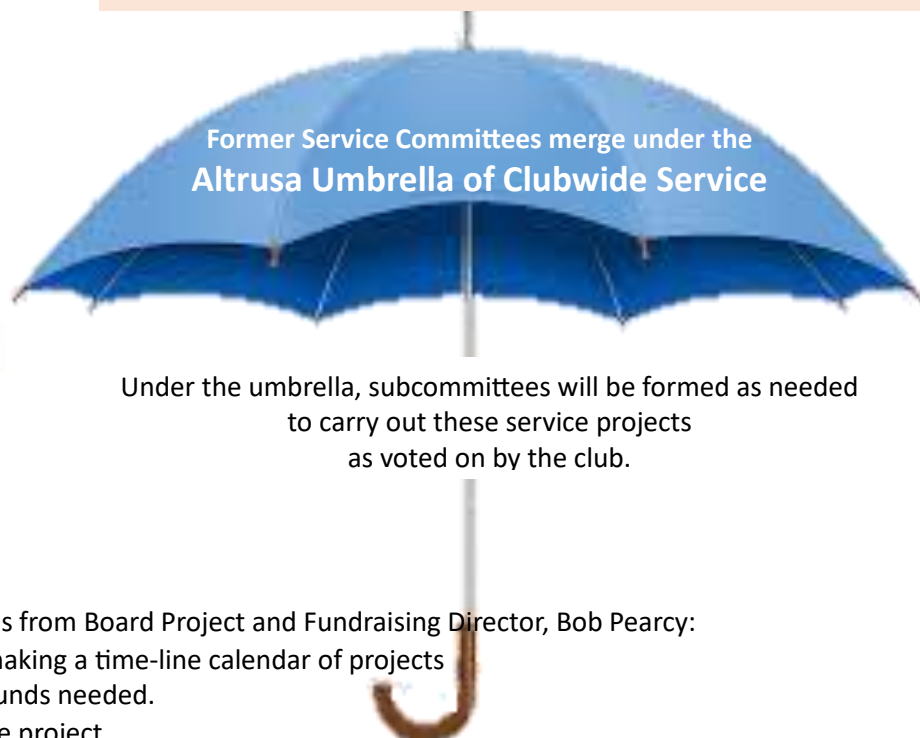 Former Service Committees merge under the
Altrusa Umbrella of Clubwide Service
Under the umbrella, subcommittees will be formed as needed
to carry out these service projects
as voted on by the club.
from Board Project and Fundraising Director, Bob Pearcy:
a time-line calendar of projects
needed.
project